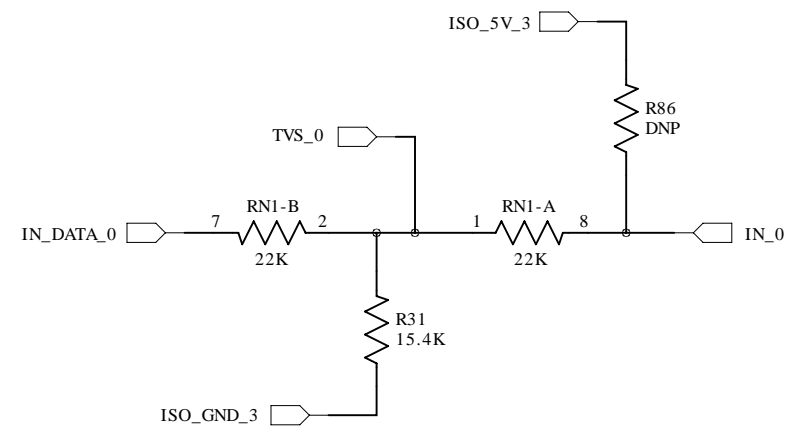 ISO_5V_3
R86
DNP
TVS_0
RN1-B
RN1-A
7
2
1
8
IN_DATA_0
IN_0
22K
22K
R31
15.4K
ISO_GND_3